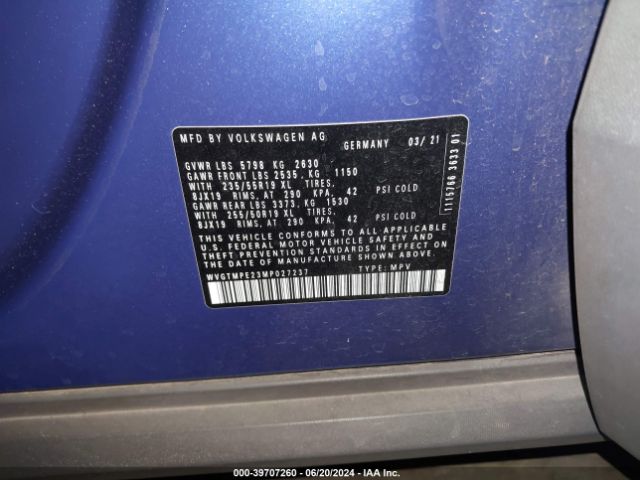 MFD BY VOLKSWAGEN AG
GERMANY 03/ 21
GVWR LBS 5798 KG 2630
GAWR FRONT LBS 2535, KG 1150
WITH 235/55R19 XL TIRES,
8JX19 RIMS, AT 290 KPA, 42 PSI COLD
GAWR REAR LBS 3373, KG 1530
WITH 255/50R19 XL TIRES,
8JX19 RIMS, AT 290 KPA, 42 PSI COLD
THIS VEHICLE CONFORMS TO ALL APPLICABLE
U.S. FEDERAL MOTOR VEHICLE SAFETY AND
THEFT PREVENTION STANDARDS IN EFFECT ON
THE DATE OF MANUFACTURE SHOWN ABOVE.
WVGTMPE23MP027237 TYPE: MPV
1115766 3633 01
000-39707260 - 06/20/2024 - IAA Inc.